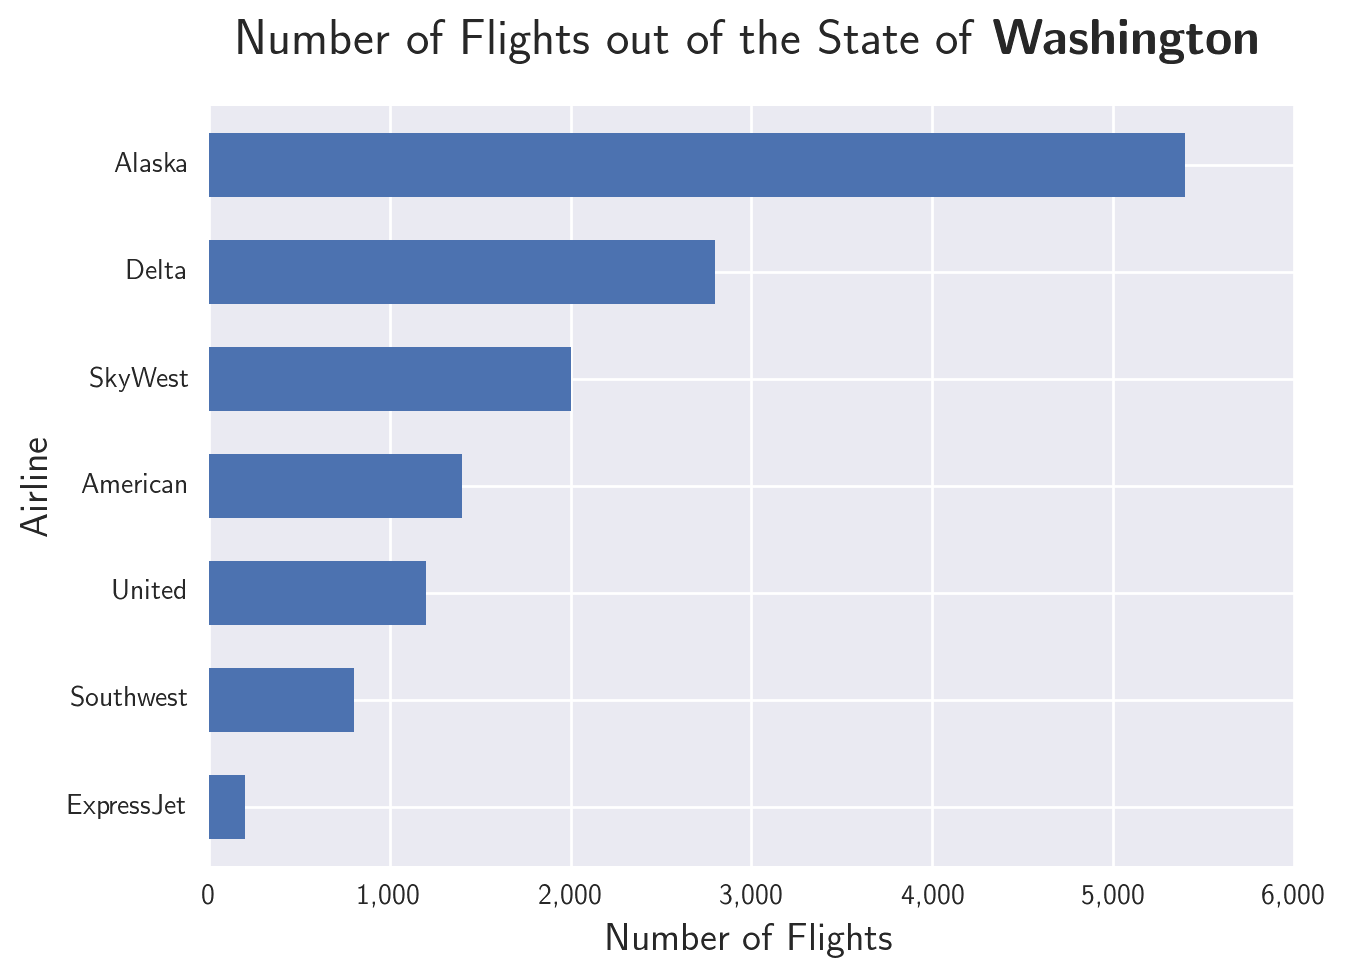 Number of Flights out of the State of Washington
Alaska
Delta
SkyWest
American
United
Southwest
ExpressJet
Airline
0 1,000 2,000 3,000 4,000 5,000 6,000
Number of Flights